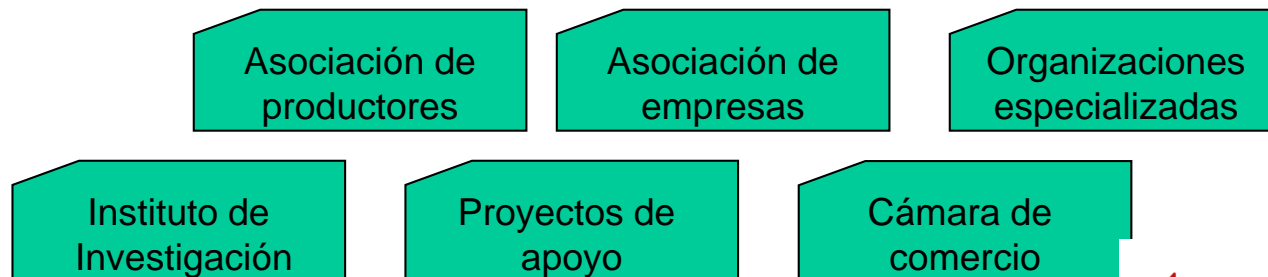 Asociación de
productores
Asociación de
empresas
Organizaciones
especializadas
Instituto de
Investigación
Proyectos de
apoyo
Cámara de
comercio